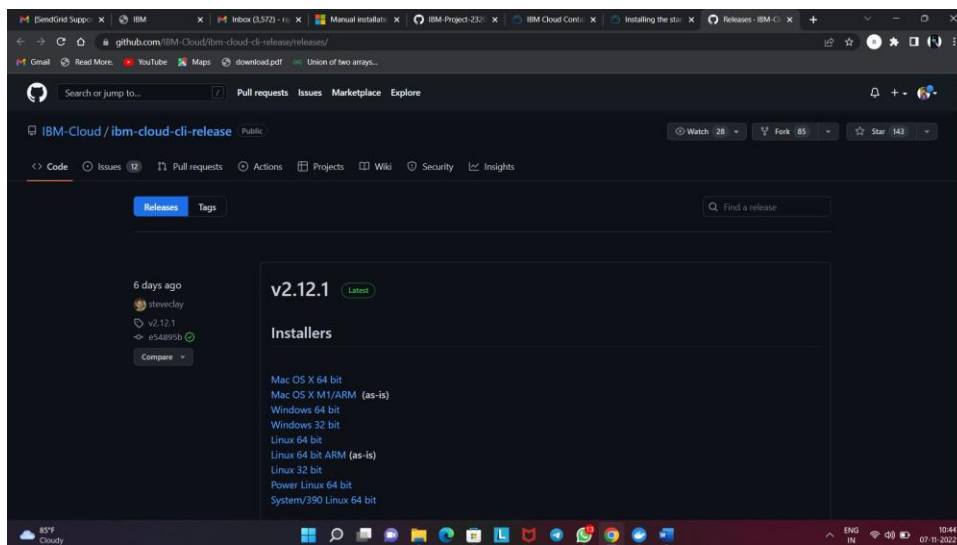 [SendGrid Suppo IBM Inbox (3,572) - Manual installati IBM-Project-232 IBM Cloud Conta Installing the sta Releases · IBM-Cl
github.com/IBM-Cloud/ibm-cloud-cli-release/releases/
Gmail Read More. YouTube Maps download.pdf Union of two arrays...
Search or jump to... / Pull requests Issues Marketplace Explore
IBM-Cloud / ibm-cloud-cli-release Public Watch 28 Fork 85 Star 143
Code Issues 12 Pull requests Actions Projects Wiki Security Insights
Releases Tags Find a release
6 days ago
steveclay
v2.12.1
e54895b
Compare
v2.12.1 Latest
Installers
Mac OS X 64 bit
Mac OS X M1/ARM (as-is)
Windows 64 bit
Windows 32 bit
Linux 64 bit
Linux 64 bit ARM (as-is)
Linux 32 bit
Power Linux 64 bit
System/390 Linux 64 bit
85°F
Cloudy
ENG
IN
10:44
07-11-2022